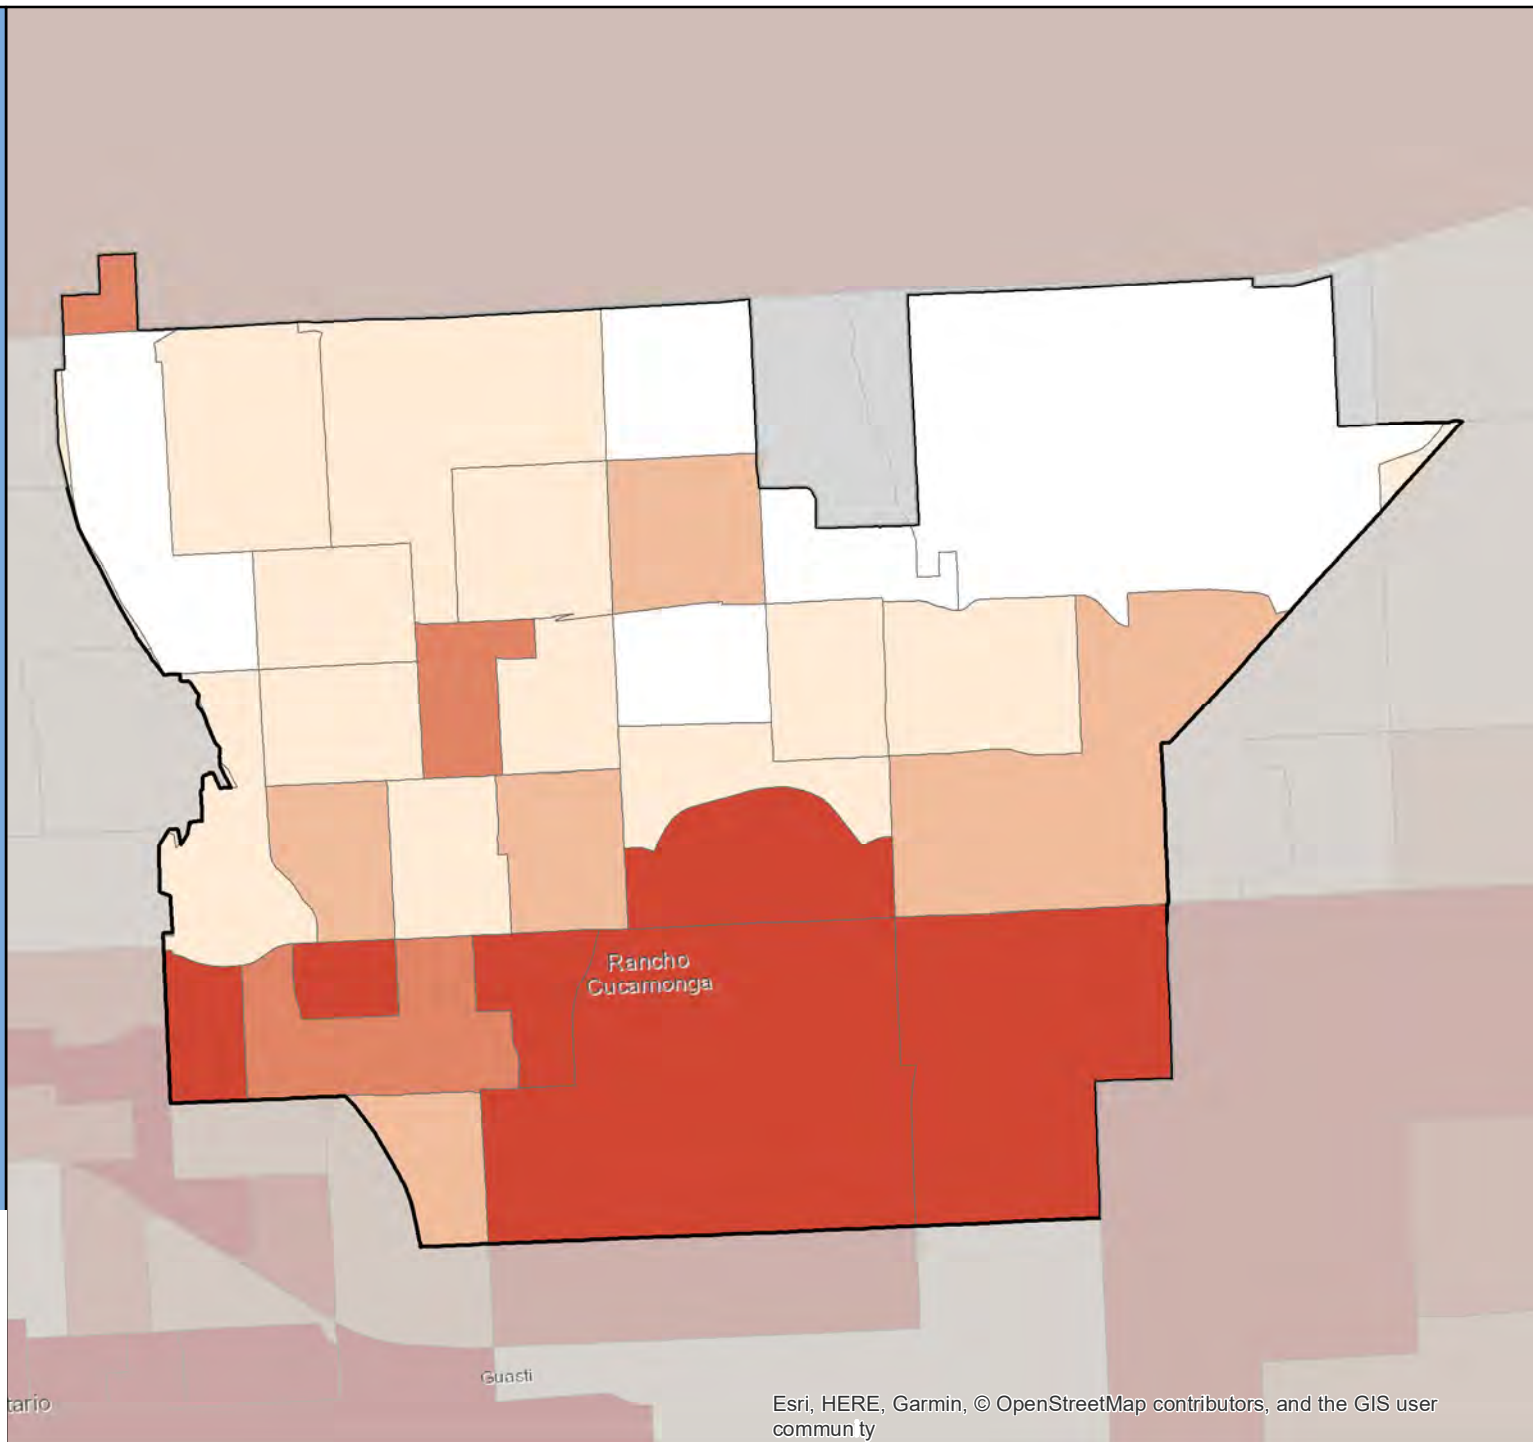 Rancho
Cucamonga
Guasti
tario
Esri, HERE, Garmin, © OpenStreetMap contributors, and the GIS user
commun ty